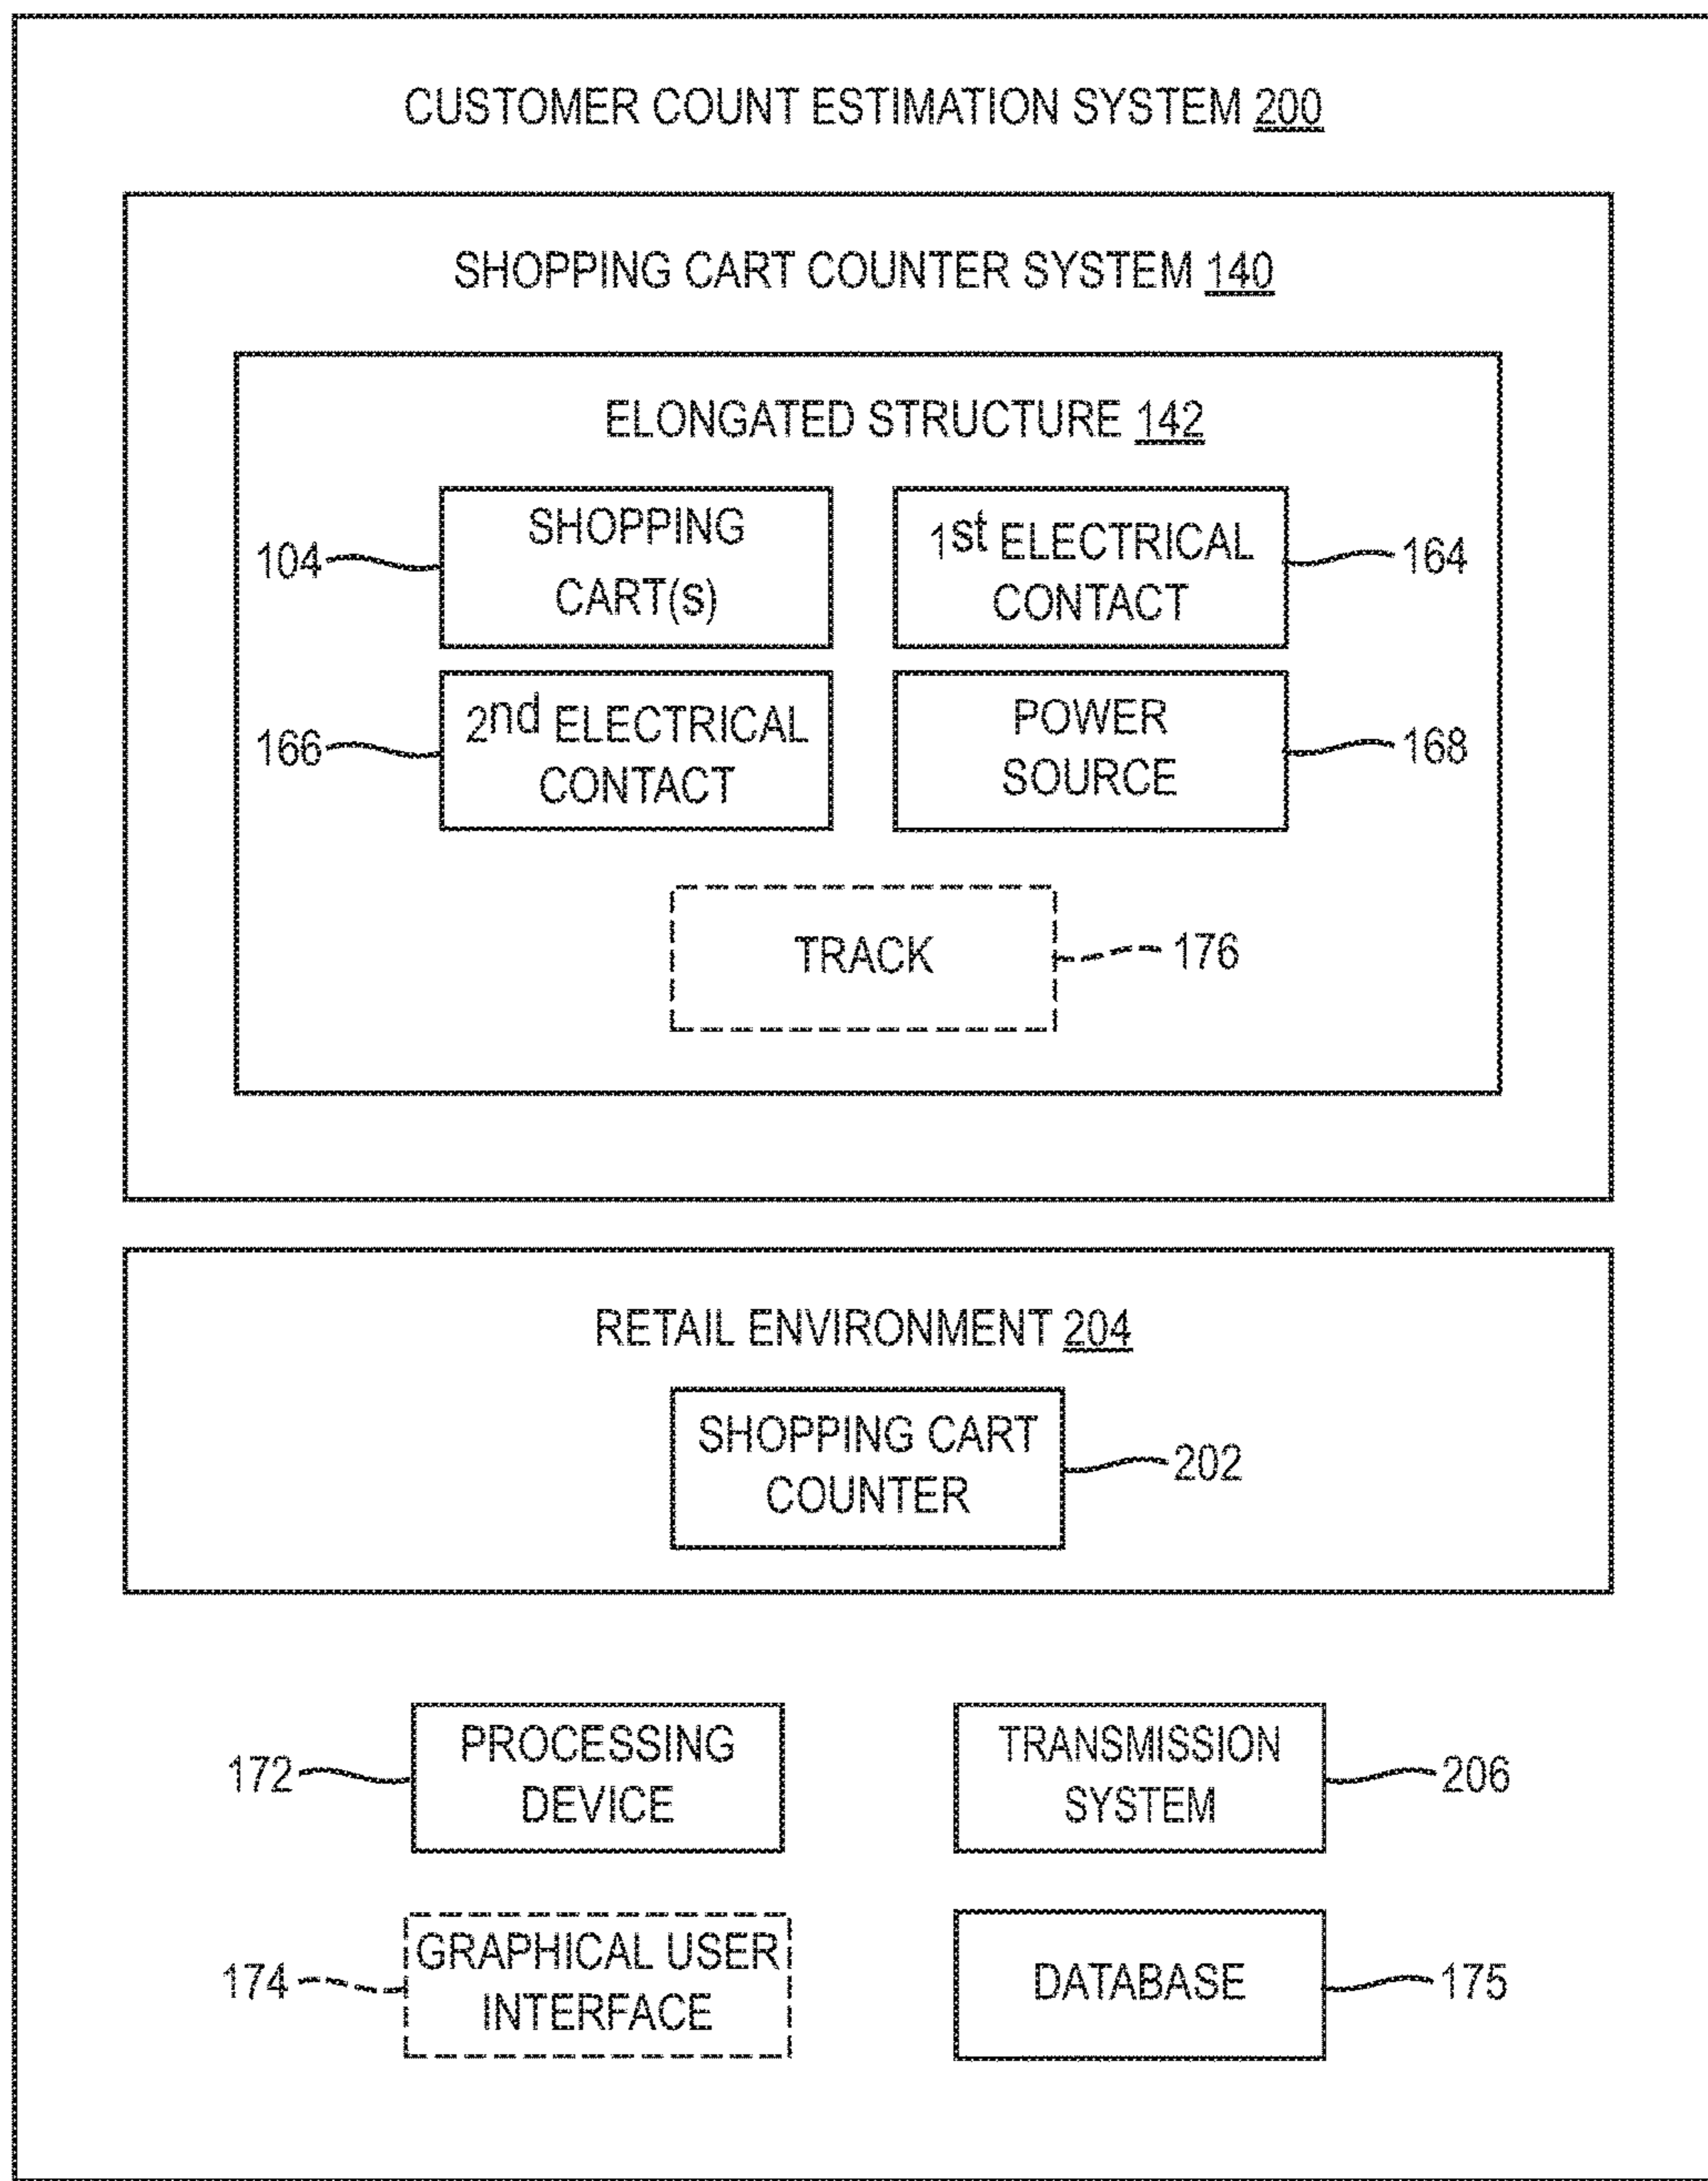 CUSTOMER COUNT ESTIMATION SYSTEM 200
SHOPPING CART COUNTER SYSTEM 140
ELONGATED STRUCTURE 142
104
SHOPPING
CART(s)
1st ELECTRICAL
CONTACT
164
166
2nd ELECTRICAL
CONTACT
POWER
SOURCE
168
TRACK
176
RETAIL ENVIRONMENT 204
SHOPPING CART
COUNTER
202
172
PROCESSING
DEVICE
TRANSMISSION
SYSTEM
206
174
GRAPHICAL USER
INTERFACE
DATABASE
175